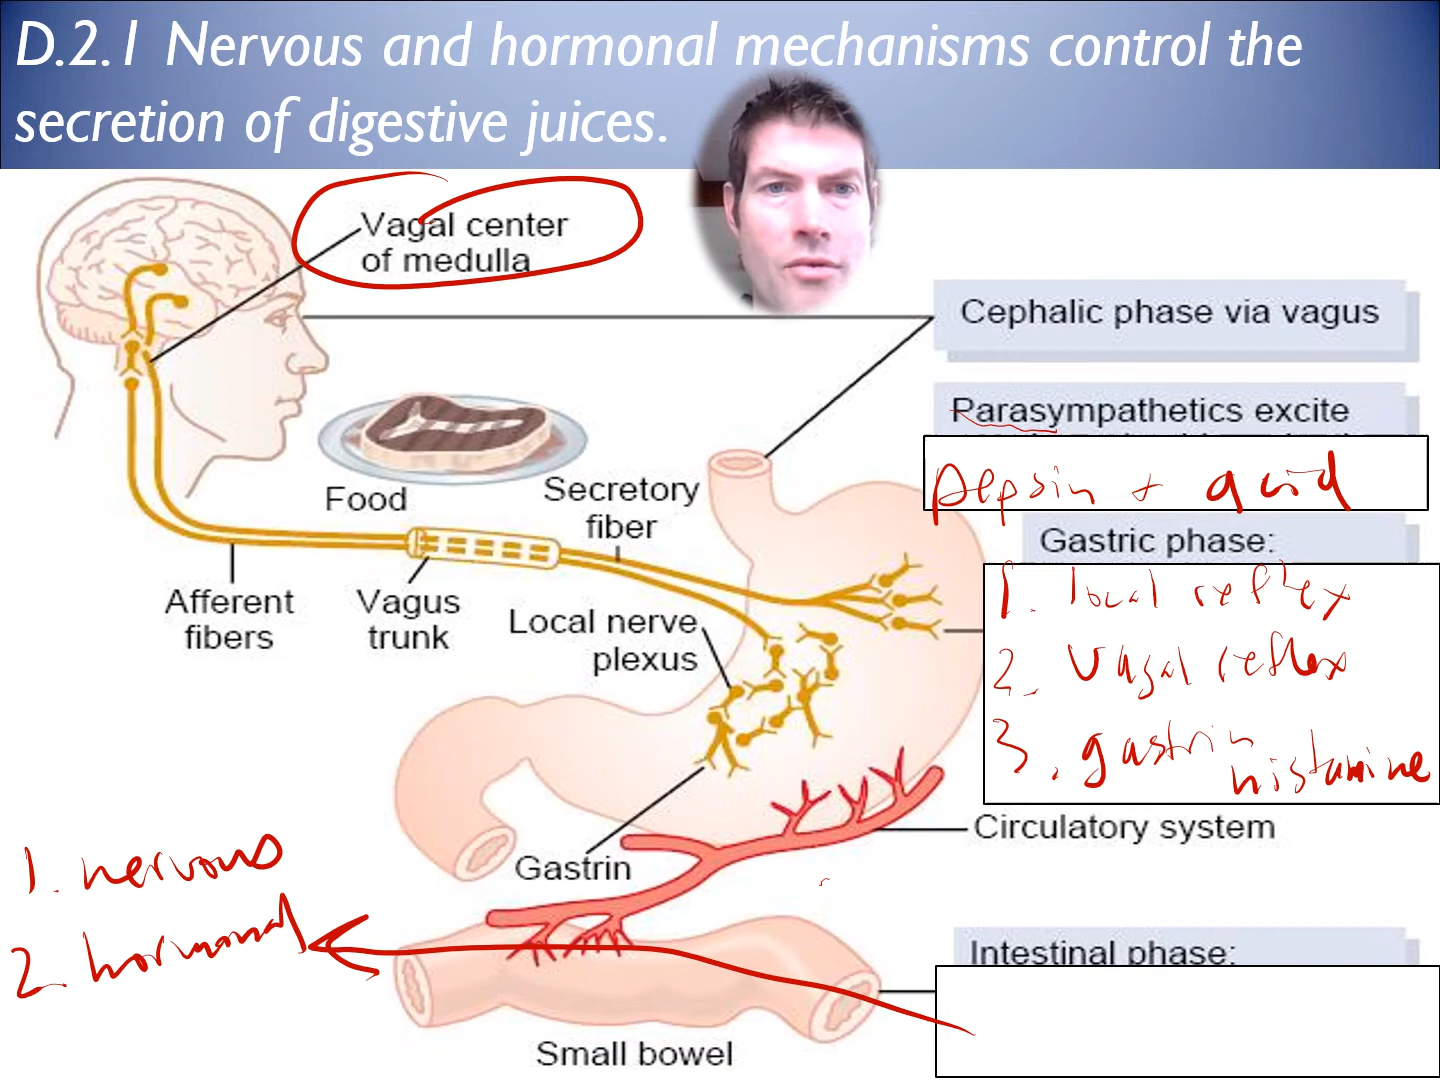 D.2.1 Nervous and hormonal mechanisms control the
secretion of digestive juices.
Vagal center
of medulla
Cephalic phase via vagus
Parasympathetics excite
pepsin + acid
Food
Secretory
fiber
Gastric phase:
1. local reflex
2. vagal reflex
3. gastrin
histamine
Afferent
fibers
Vagus
trunk
Local nerve
plexus
Circulatory system
Gastrin
1. nervous
2. hormonal
Intestinal phase:
Small bowel